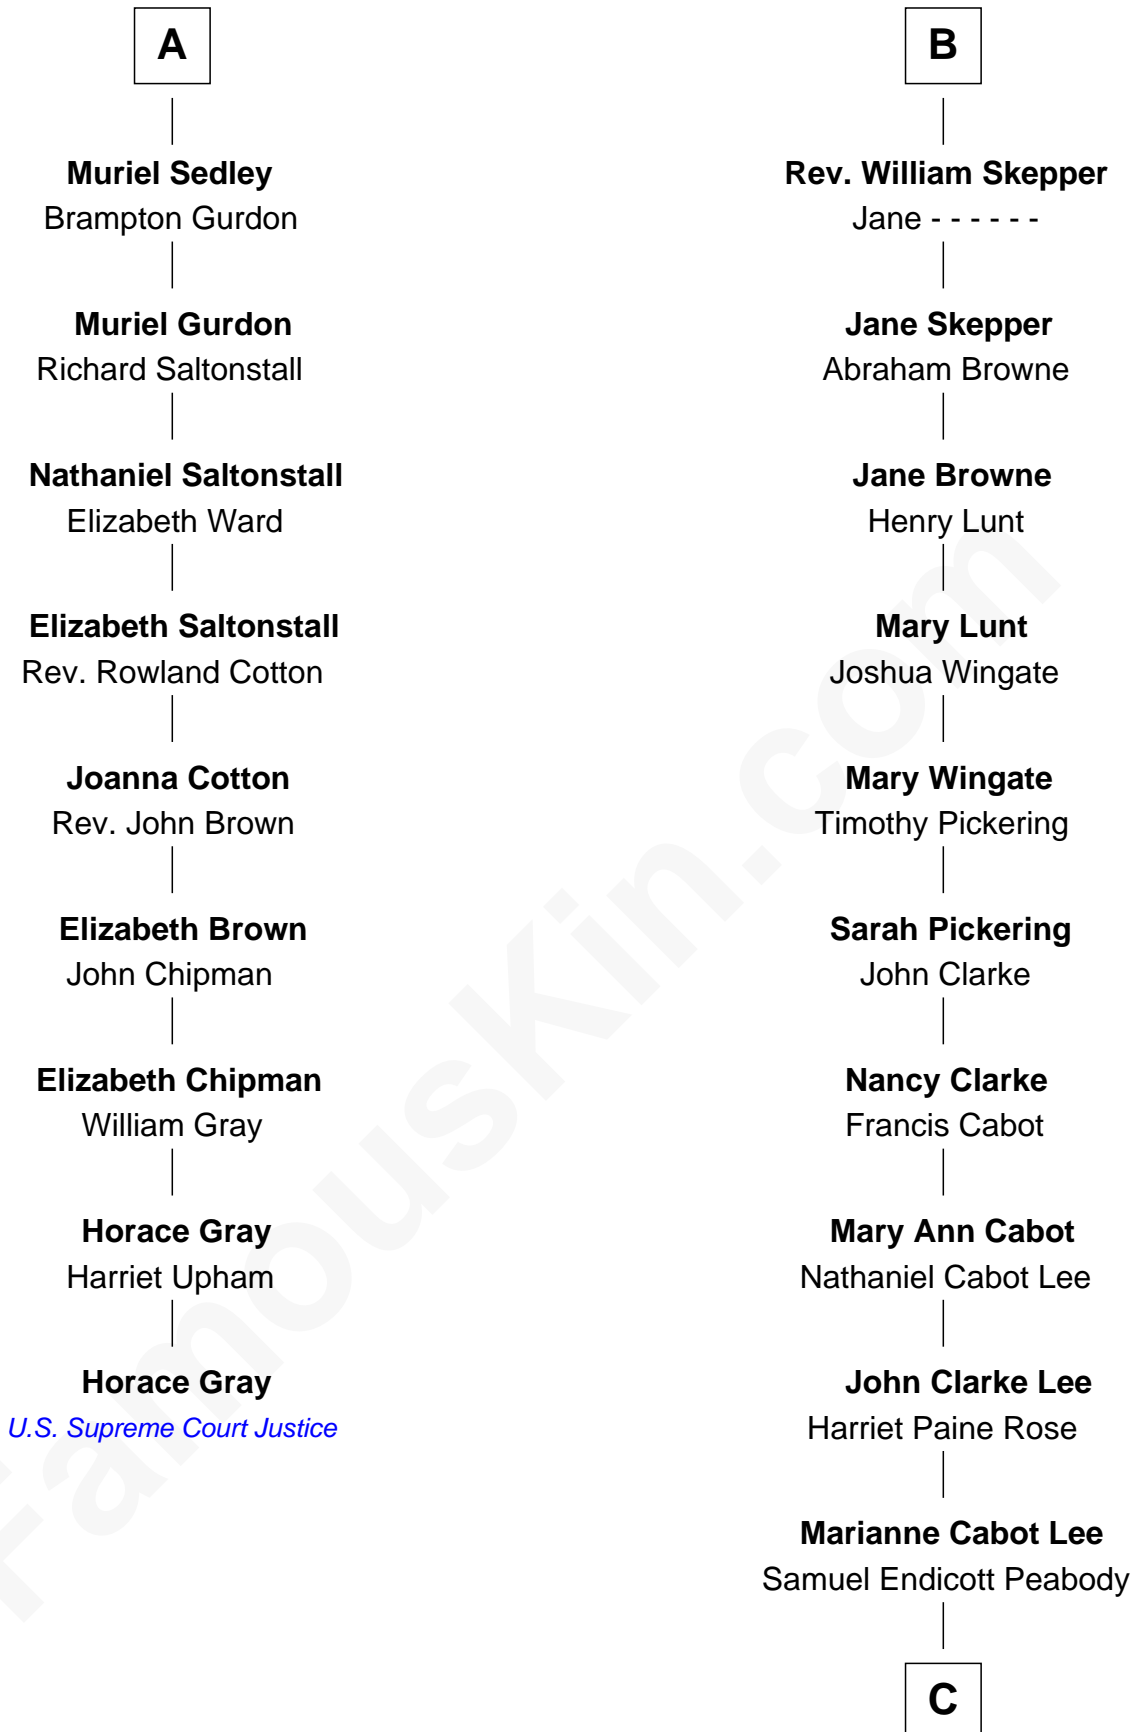 A
Muriel Sedley
Brampton Gurdon
Muriel Gurdon
Richard Saltonstall
Nathaniel Saltonstall
Elizabeth Ward
Elizabeth Saltonstall
Rev. Rowland Cotton
Joanna Cotton
Rev. John Brown
Elizabeth Brown
John Chipman
Elizabeth Chipman
William Gray
Horace Gray
Harriet Upham
Horace Gray
U.S. Supreme Court Justice
B
Rev. William Skepper
Jane - - - - - -
Jane Skepper
Abraham Browne
Jane Browne
Henry Lunt
Mary Lunt
Joshua Wingate
Mary Wingate
Timothy Pickering
Sarah Pickering
John Clarke
Nancy Clarke
Francis Cabot
Mary Ann Cabot
Nathaniel Cabot Lee
John Clarke Lee
Harriet Paine Rose
Marianne Cabot Lee
Samuel Endicott Peabody
C
FamousKin.com